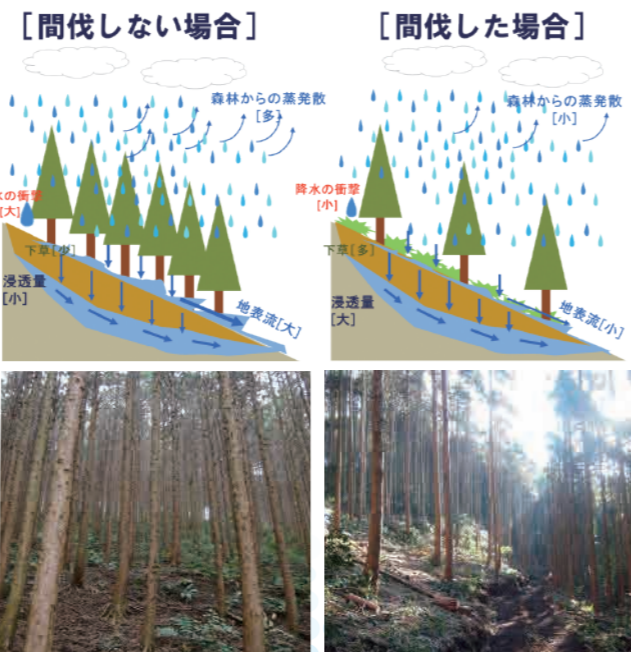 ［間伐しない場合］
［間伐した場合］
森林からの蒸発散
［多］
森林からの蒸発散
［小］
水の衝撃
［大］
降水の衝撃
［小］
下草［少］
下草［多］
浸透量
［小］
浸透量
［大］
地表流［大］
地表流［小］